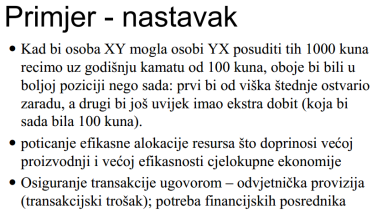 Primjer - nastavak
• Kad bi osoba XY mogla osobi YX posuditi tih 1000 kuna
recimo uz godišnju kamatu od 100 kuna, oboje bi bili u
boljoj poziciji nego sada: prvi bi od viška štednje ostvario
zaradu, a drugi bi još uvijek imao ekstra dobit (koja bi
sada bila 100 kuna).
• poticanje efikasne alokacije resursa što doprinosi većoj
proizvodnji i većoj efikasnosti cjelokupne ekonomije
• Osiguranje transakcije ugovorom – odvjetnička provizija
(transakcijski trošak); potreba financijskih posrednika